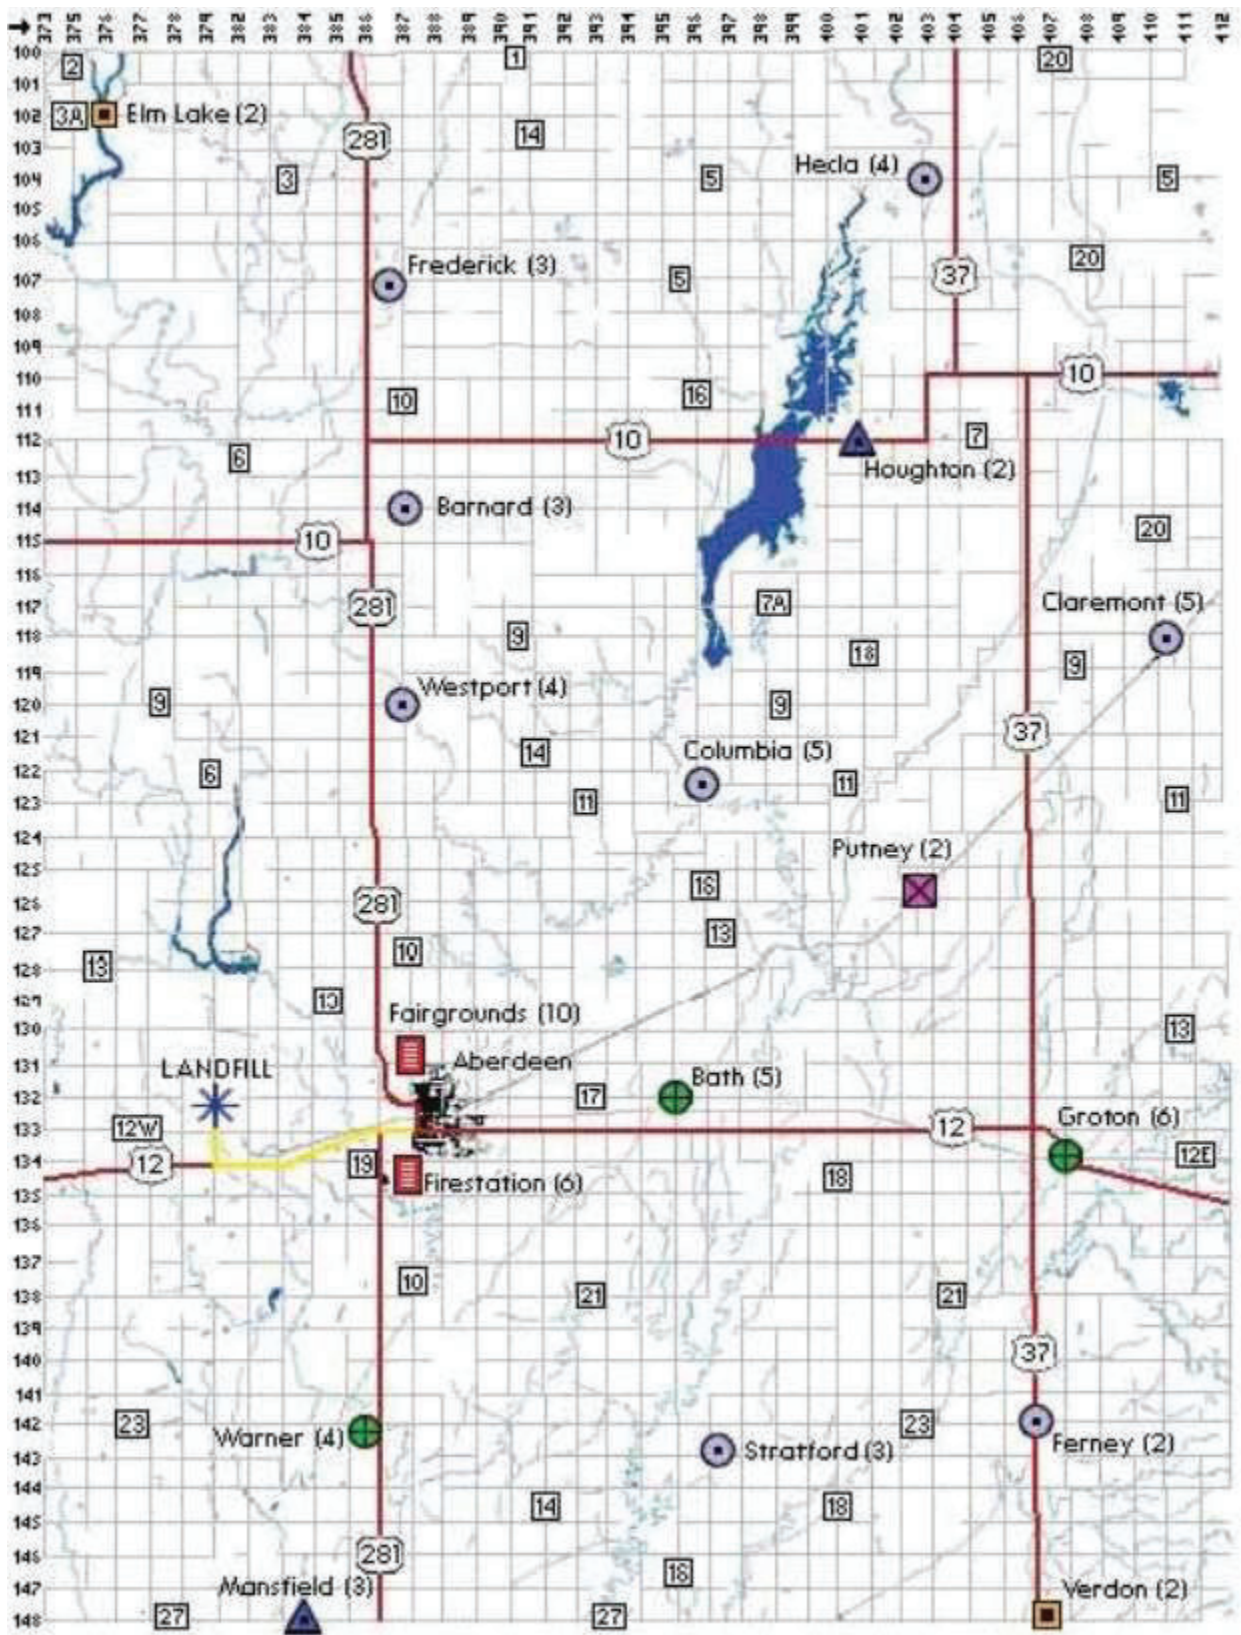 373 375 376 377 378 379 382 383 384 385 386 387 388 389 390 391 392 393 394 395 396 397 398 399 400 401 402 403 404 405 406 407 408 410 411 412
100 2 1 20
101
102 3A Elm Lake (2)
281 14
103
Hecla (4)
104 3 5 5
105
106 20
Frederick (3)
107 5 37
108
109
110 10
10 16
111
112 10 7
6 Houghton (2)
113
114 Barnard (3)
20
115 10
116
117 281 7A Claremont (5)
118 9
18 9
119
Westport (4)
120 9 9
37
121 14 Columbia (5)
122 6 11
123 11 11
124
Putney (2)
125 18
126 281
127 13
10
128 13
129 13
Fairgrounds (10)
130 13
131 Aberdeen
LANDFILL Bath (5)
132 17
12W 12 Groton (6)
133
12E
134 12 19
18
Firestation (6)
135
136
137
10
138 21 21
139
37
140
141
142 23 23
Warner (4) Ferney (2)
143 Stratford (3)
144
14 18
145
146 281
18
147 Mansfield (3) Verdon (2)
148 27 27